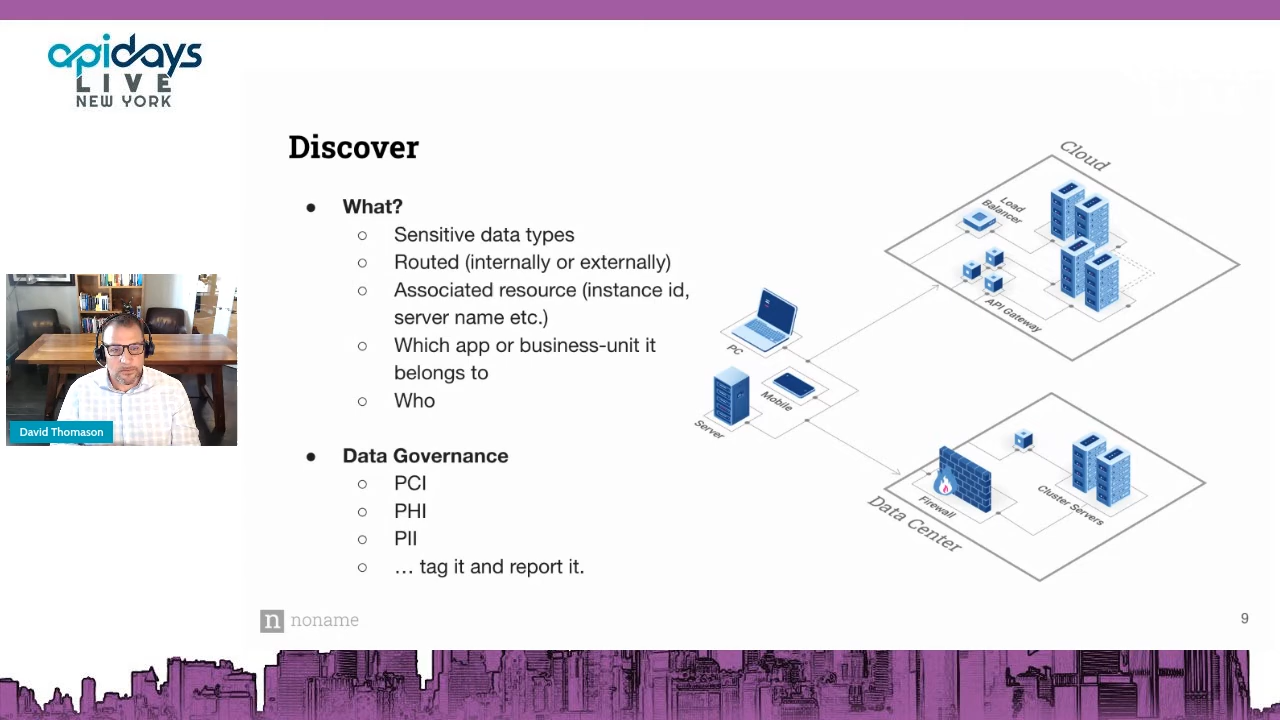 apidays
LIVE
NEW YORK
Discover
● What?
○ Sensitive data types
○ Routed (internally or externally)
○ Associated resource (instance id,
server name etc.)
○ Which app or business-unit it
belongs to
○ Who
● Data Governance
○ PCI
○ PHI
○ PII
○ … tag it and report it.
Cloud
Load
Balancer
API Gateway
PC
Mobile
Server
Firewall
Cluster Servers
Data Center
David Thomason
n noname
9